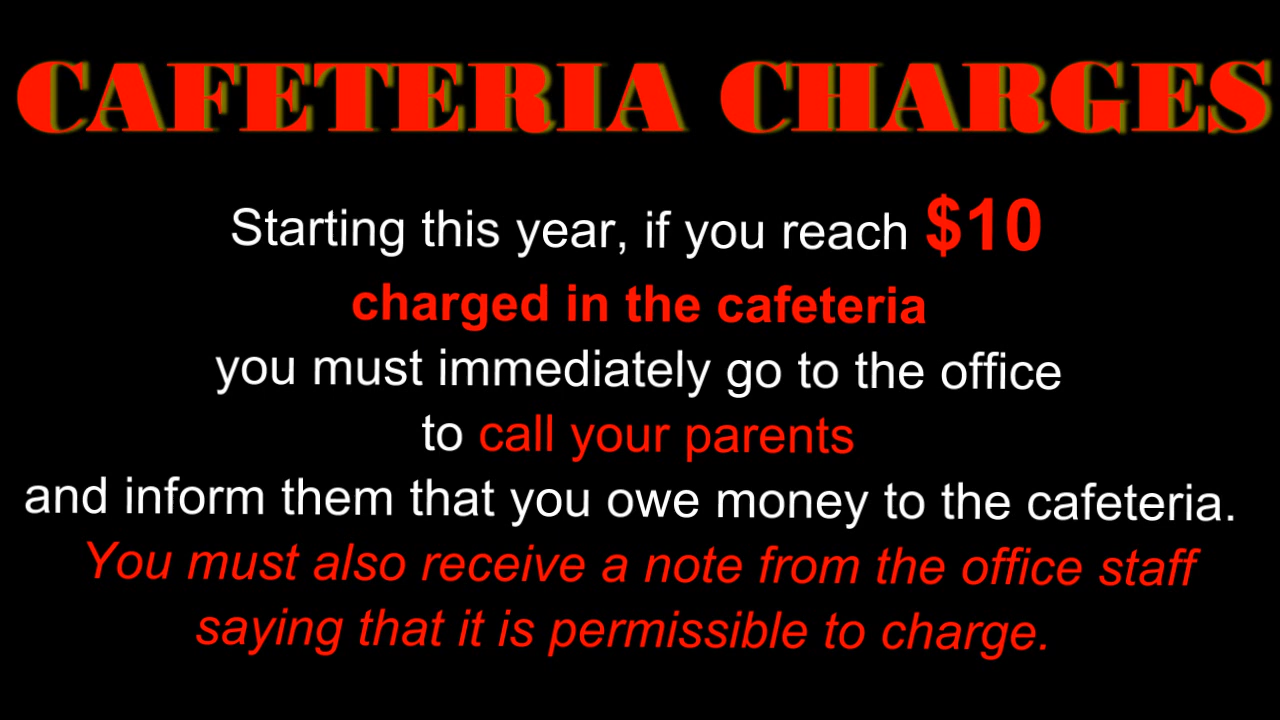 CAFETERIA CHARGES
Starting this year, if you reach $10
charged in the cafeteria
you must immediately go to the office
to call your parents
and inform them that you owe money to the cafeteria.
You must also receive a note from the office staff
saying that it is permissible to charge.